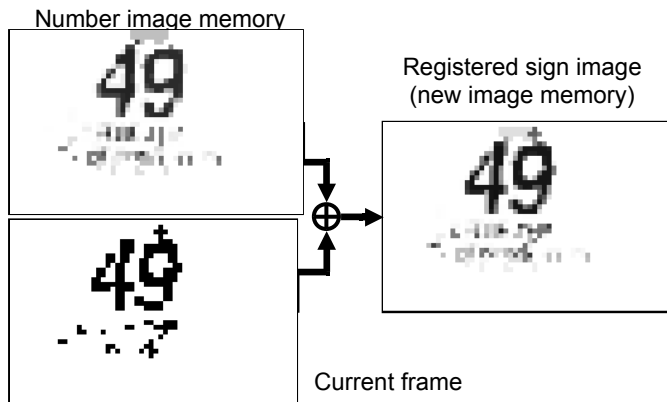 Number image memory
49
Registered sign image
(new image memory)
49
49
Current frame